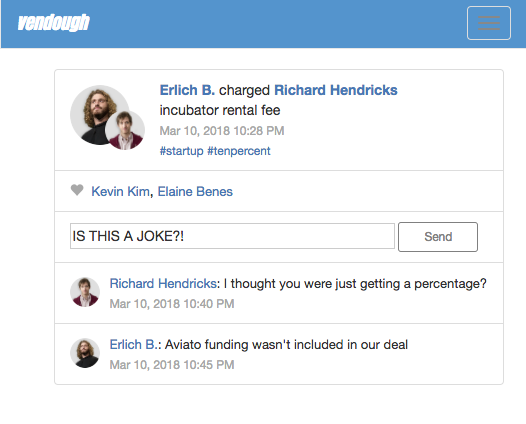 vendough
Erlich B. charged Richard Hendricks
incubator rental fee
Mar 10, 2018 10:28 PM
#startup #tenpercent
Kevin Kim, Elaine Benes
IS THIS A JOKE?!
Send
Richard Hendricks: I thought you were just getting a percentage?
Mar 10, 2018 10:40 PM
Erlich B.: Aviato funding wasn't included in our deal
Mar 10, 2018 10:45 PM